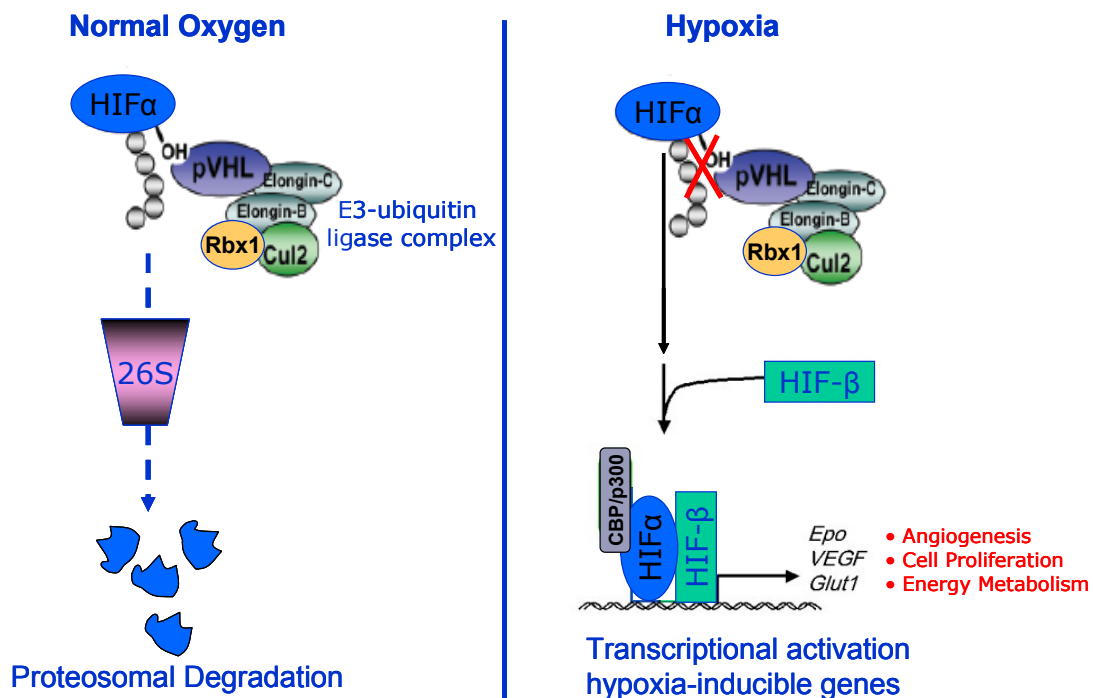 Normal Oxygen
HIFα
OH
pVHL
Elongin-C
Elongin-B
Rbx1
Cul2
E3-ubiquitin
ligase complex
26S
Proteosomal Degradation
Hypoxia
HIFα
OH
pVHL
Elongin-C
Elongin-B
Rbx1
Cul2
HIF-β
CBP/p300
HIFα
HIF-β
Epo
VEGF
Glut1
• Angiogenesis
• Cell Proliferation
• Energy Metabolism
Transcriptional activation
hypoxia-inducible genes